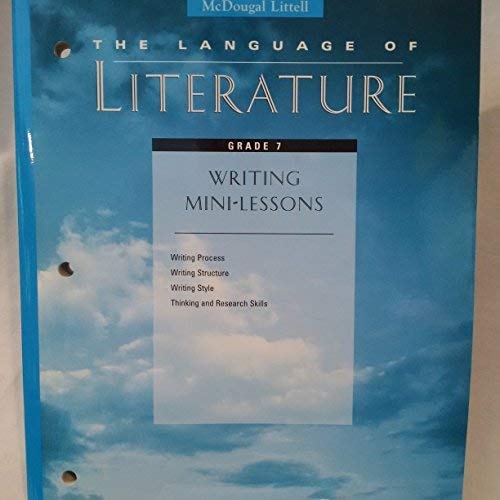 McDougal Littell
THE LANGUAGE OF
LITERATURE
GRADE 7
WRITING
MINI-LESSONS
Writing Process
Writing Structure
Writing Style
Thinking and Research Skills